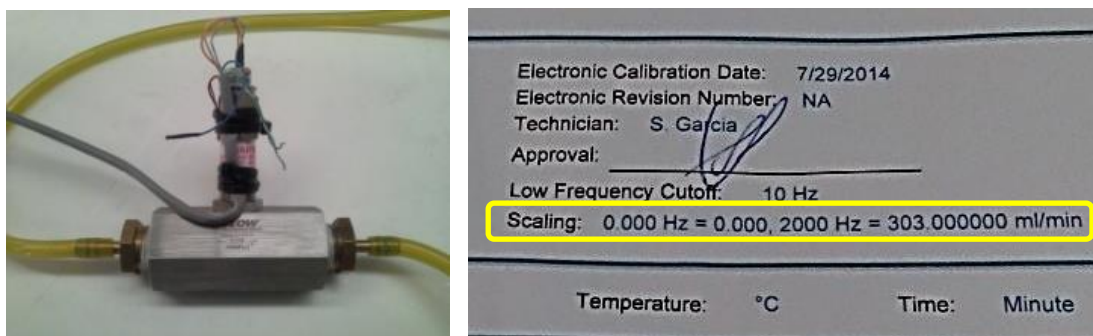 Electronic Calibration Date: 7/29/2014
Electronic Revision Number: NA
Technician: S. Garcia
Approval:
Low Frequency Cutoff: 10 Hz
Scaling: 0.000 Hz = 0.000, 2000 Hz = 303.000000 ml/min
Temperature: °C Time: Minute